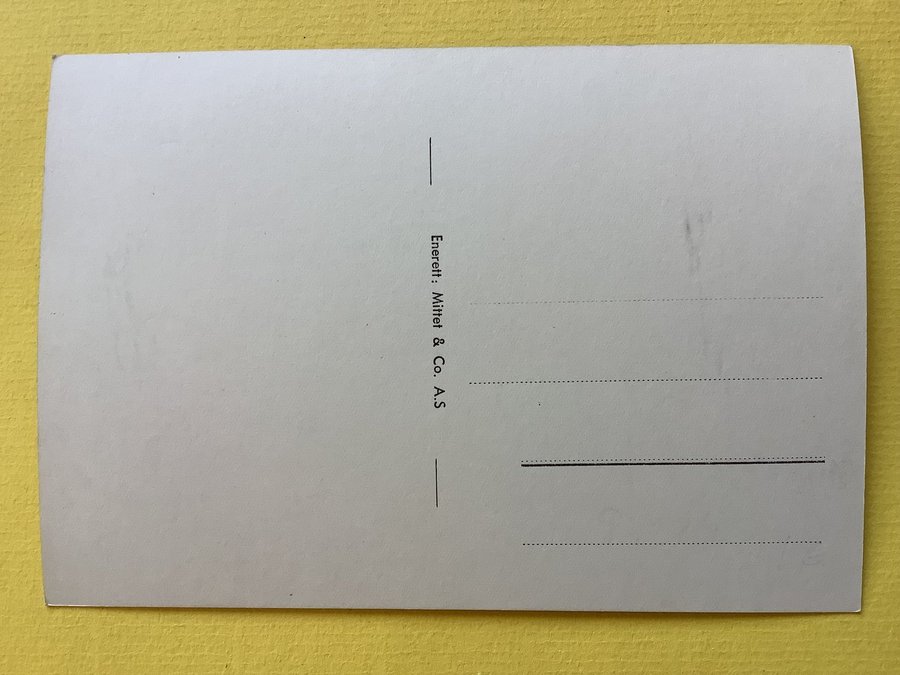 Enerett: Mittet & Co. A.S